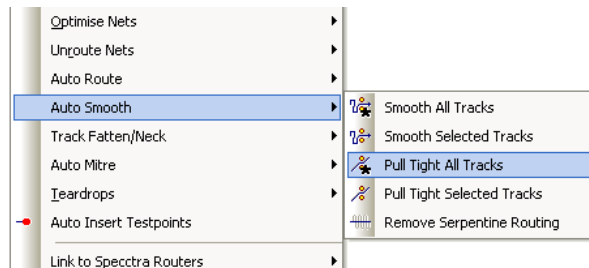 Optimise Nets
Unroute Nets
Auto Route
Auto Smooth
Track Fatten/Neck
Auto Mitre
Teardrops
Auto Insert Testpoints
Link to Specctra Routers
Smooth All Tracks
Smooth Selected Tracks
Pull Tight All Tracks
Pull Tight Selected Tracks
Remove Serpentine Routing